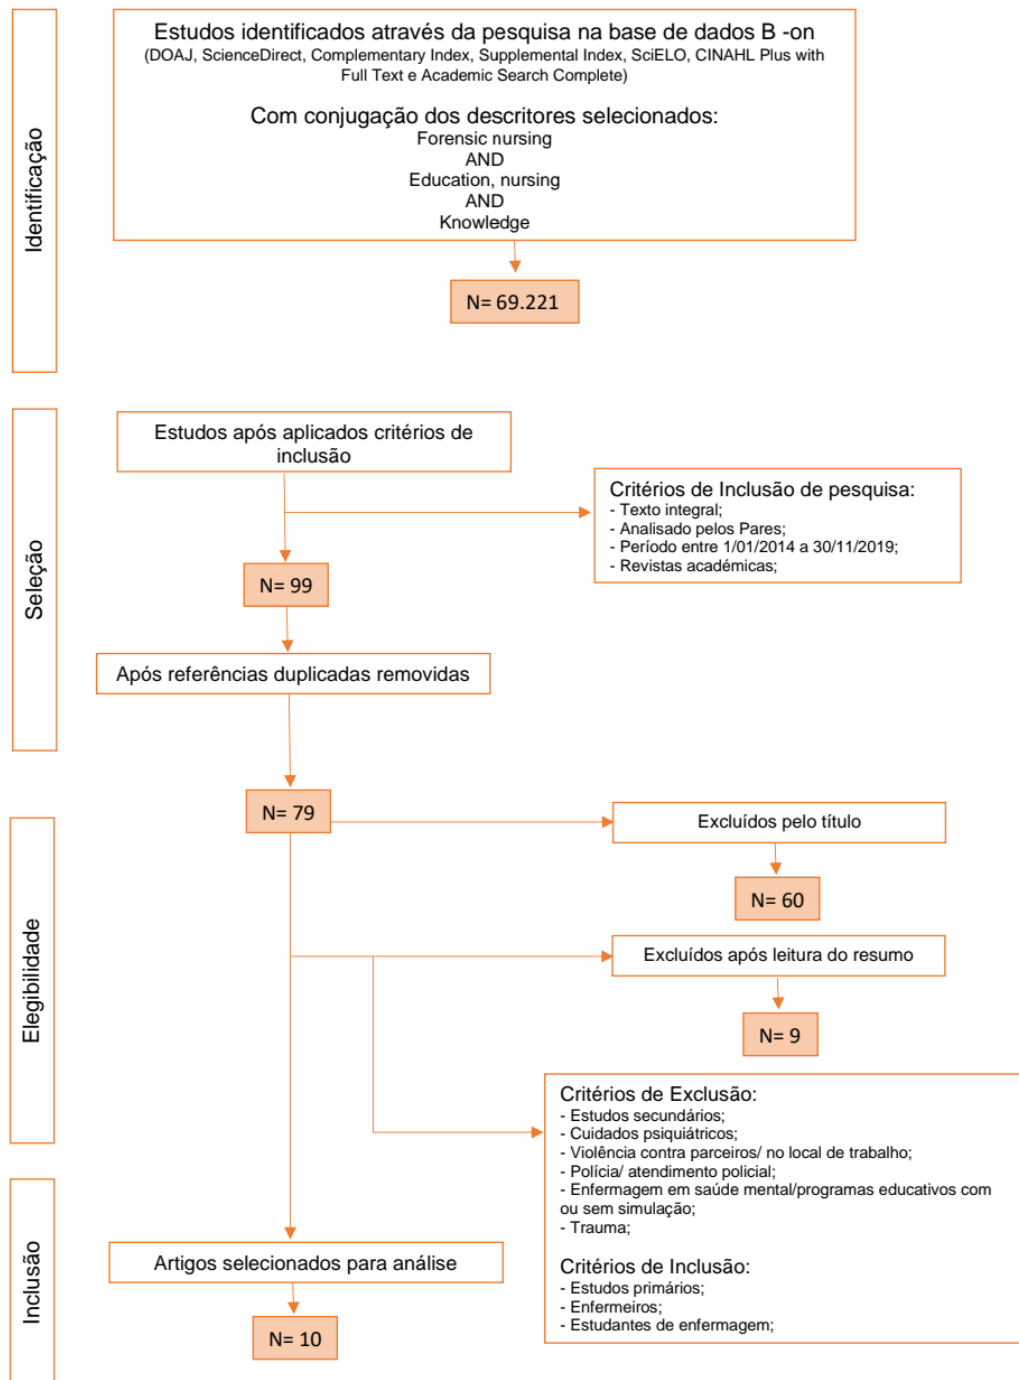 Identificação
Estudos identificados através da pesquisa na base de dados B -on
(DOAJ, ScienceDirect, Complementary Index, Supplemental Index, SciELO, CINAHL Plus with
Full Text e Academic Search Complete)
Com conjugação dos descritores selecionados:
Forensic nursing
AND
Education, nursing
AND
Knowledge
N= 69.221
Seleção
Estudos após aplicados critérios de
inclusão
Critérios de Inclusão de pesquisa:
- Texto integral;
- Analisado pelos Pares;
- Período entre 1/01/2014 a 30/11/2019;
- Revistas académicas;
N= 99
Após referências duplicadas removidas
N= 79
Elegibilidade
Excluídos pelo título
N= 60
Excluídos após leitura do resumo
N= 9
Critérios de Exclusão:
- Estudos secundários;
- Cuidados psiquiátricos;
- Violência contra parceiros/ no local de trabalho;
- Polícia/ atendimento policial;
- Enfermagem em saúde mental/programas educativos com
ou sem simulação;
- Trauma;
Critérios de Inclusão:
- Estudos primários;
- Enfermeiros;
- Estudantes de enfermagem;
Inclusão
Artigos selecionados para análise
N= 10